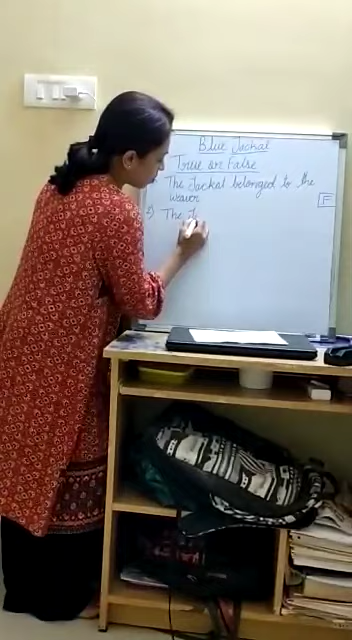 Blue Jackal
True or False
The Jackal belonged to the
weaver
F
2) The J